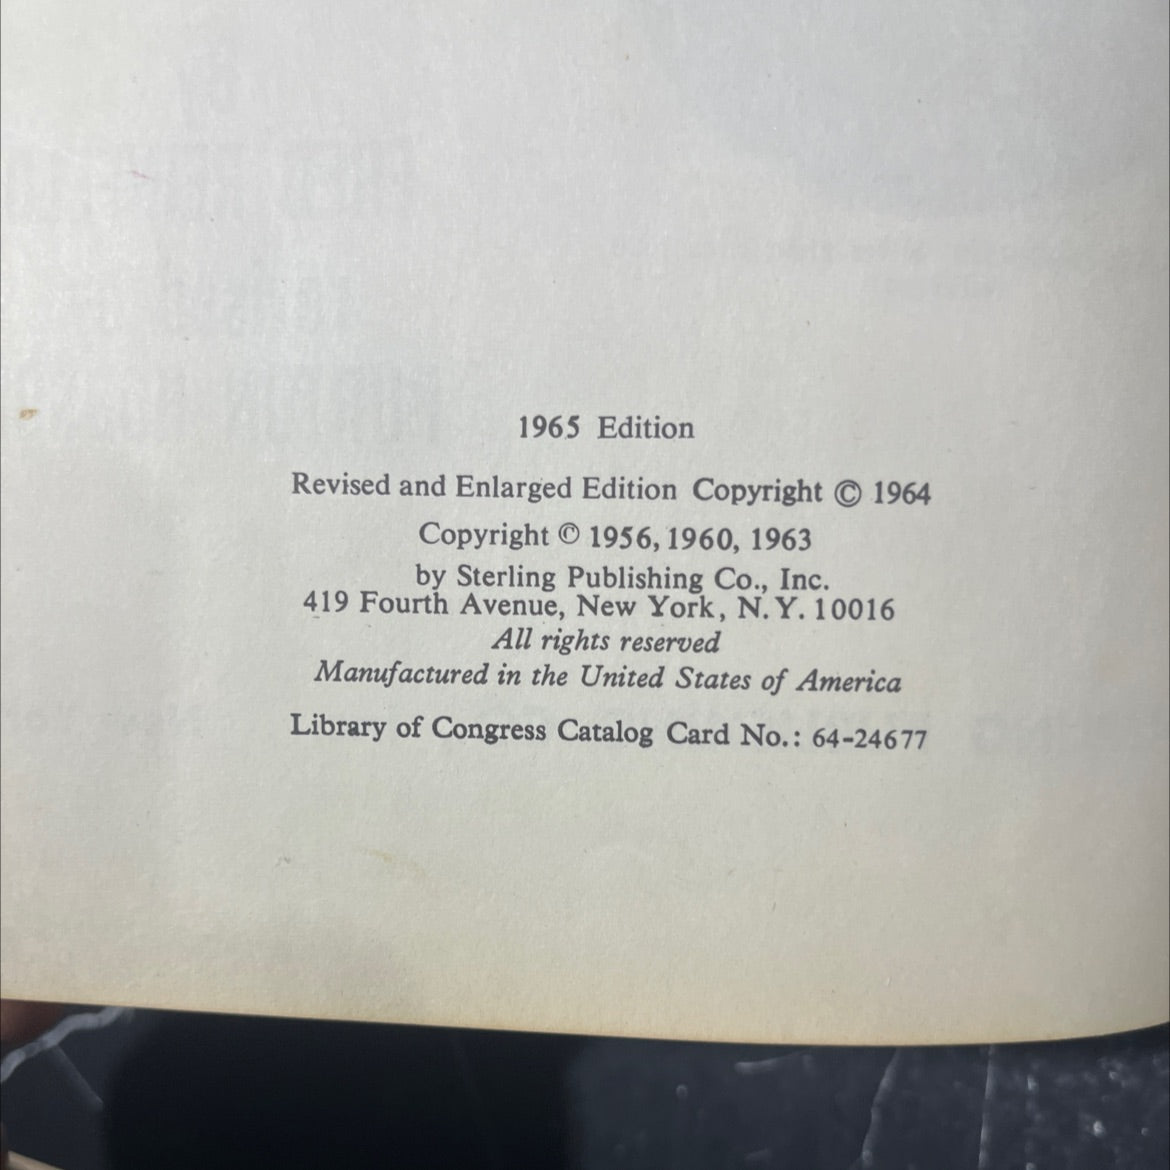 1965 Edition
Revised and Enlarged Edition Copyright © 1964
Copyright © 1956, 1960, 1963
by Sterling Publishing Co., Inc.
419 Fourth Avenue, New York, N. Y. 10016
All rights reserved
Manufactured in the United States of America
Library of Congress Catalog Card No.: 64-24677